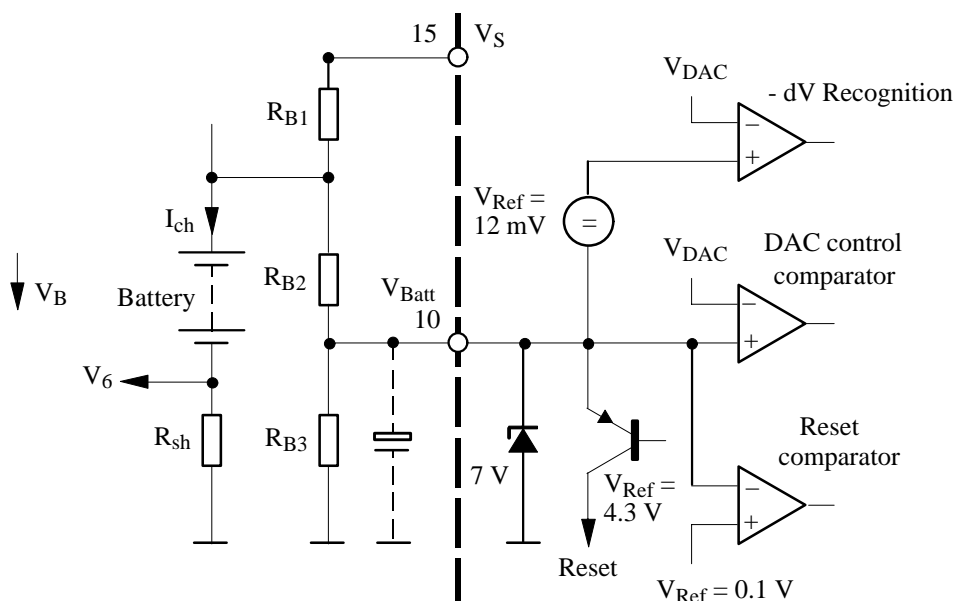 15
V_S
V_DAC
- dV Recognition
R_B1
−
+
V_Ref =
12 mV
=
I_ch
V_DAC
DAC control
comparator
R_B2
V_B
Battery
V_Batt
10
−
+
V_6
R_sh
R_B3
7 V
V_Ref =
4.3 V
Reset
comparator
−
+
Reset
V_Ref = 0.1 V